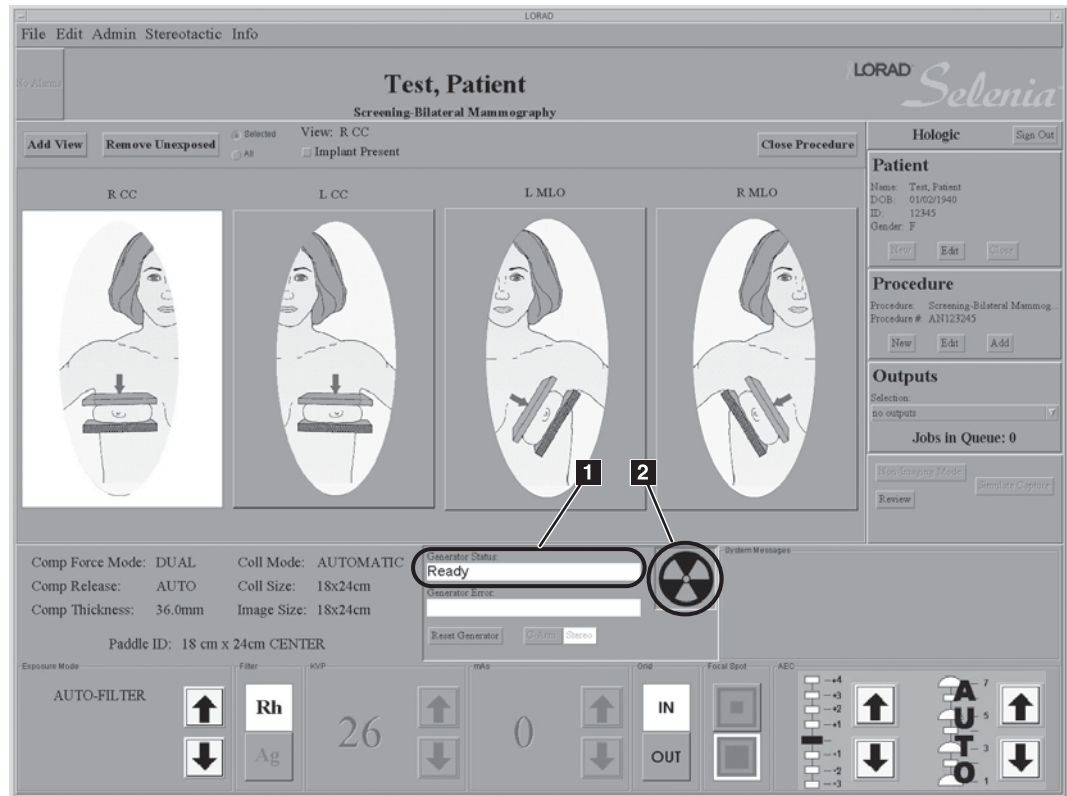 LORAD
File Edit Admin Stereotactic Info
No Alarms
Test, Patient
Screening-Bilateral Mammography
LORAD Selenia
Add View
Remove Unexposed
Selected
All
View: R CC
Implant Present
Close Procedure
Hologic
Sign Out
R CC
L CC
L MLO
R MLO
Patient
Name: Test, Patient
DOB: 01/02/1940
ID: 12345
Gender: F
New Edit Close
Procedure
Procedure: Screening-Bilateral Mammog...
Procedure # AN123245
New Edit Add
Outputs
Selection:
no outputs
Jobs in Queue: 0
Non-Imaging Mode
Simulate Capture
Review
1
2
Comp Force Mode: DUAL
Comp Release: AUTO
Comp Thickness: 36.0mm
Coll Mode: AUTOMATIC
Coll Size: 18x24cm
Image Size: 18x24cm
Paddle ID: 18 cm x 24cm CENTER
Generator Status:
Ready
Generator Error:
Reset Generator
C-Arm Stereo
System Messages
Exposure Mode
AUTO-FILTER
Filter
Rh
Ag
KVP
26
mAs
0
Grid
IN
OUT
Focal Spot
AEC
+4
+3
+2
+1
-1
-2
-3
AUTO
7
5
3
1